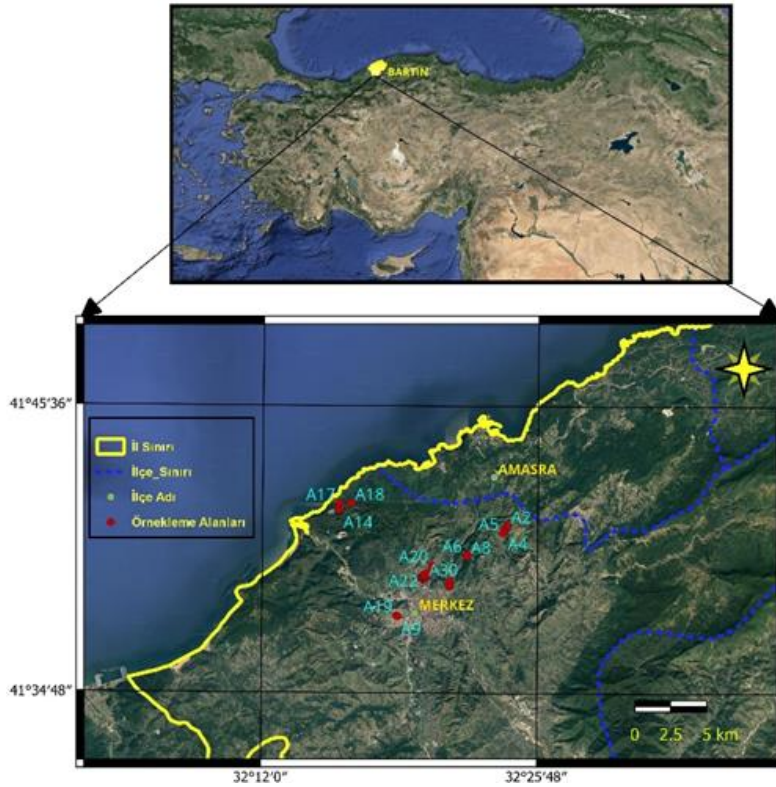 BARTIN
41°45'36"
İl Sınırı
İlçe_Sınırı
İlçe Adı
Örnekleme Alanları
AMASRA
A17
A18
A14
A2
A5
A4
A6
A8
A20
A30
A22
MERKEZ
A19
A9
41°34'48"
0 2.5 5 km
32°12'0"
32°25'48"